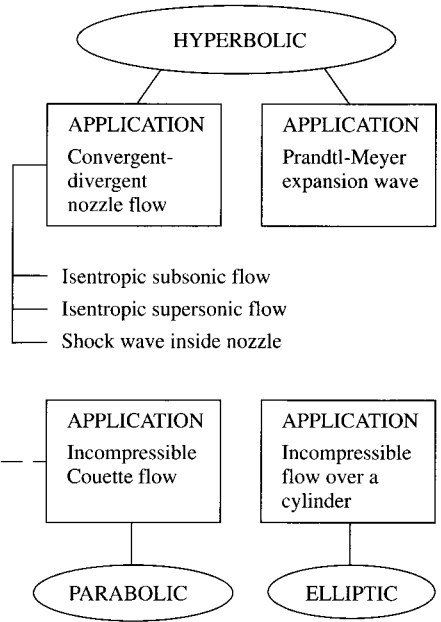 HYPERBOLIC
APPLICATION
Convergent-
divergent
nozzle flow
APPLICATION
Prandtl-Meyer
expansion wave
Isentropic subsonic flow
Isentropic supersonic flow
Shock wave inside nozzle
APPLICATION
Incompressible
Couette flow
APPLICATION
Incompressible
flow over a
cylinder
PARABOLIC
ELLIPTIC